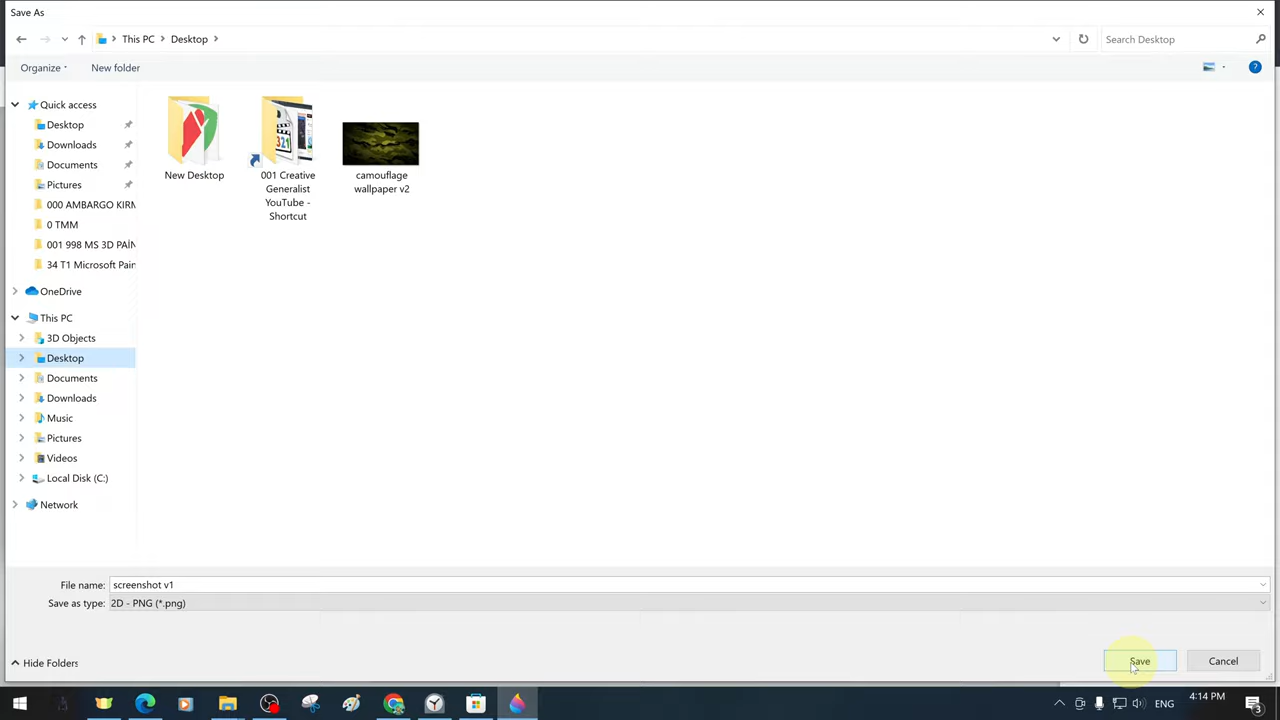 Save As
This PC
Desktop
Search Desktop
Organize
New folder
Quick access
Desktop
Downloads
Documents
Pictures
000 AMBARGO KIRM
0 TMM
001 998 MS 3D PAİN
34 T1 Microsoft Pain
OneDrive
This PC
3D Objects
Desktop
Documents
Downloads
Music
Pictures
Videos
Local Disk (C:)
Network
New Desktop
001 Creative
Generalist
YouTube -
Shortcut
camouflage
wallpaper v2
File name:
screenshot v1
Save as type:
2D - PNG (*.png)
Hide Folders
Save
Cancel
ENG
4:14 PM
3